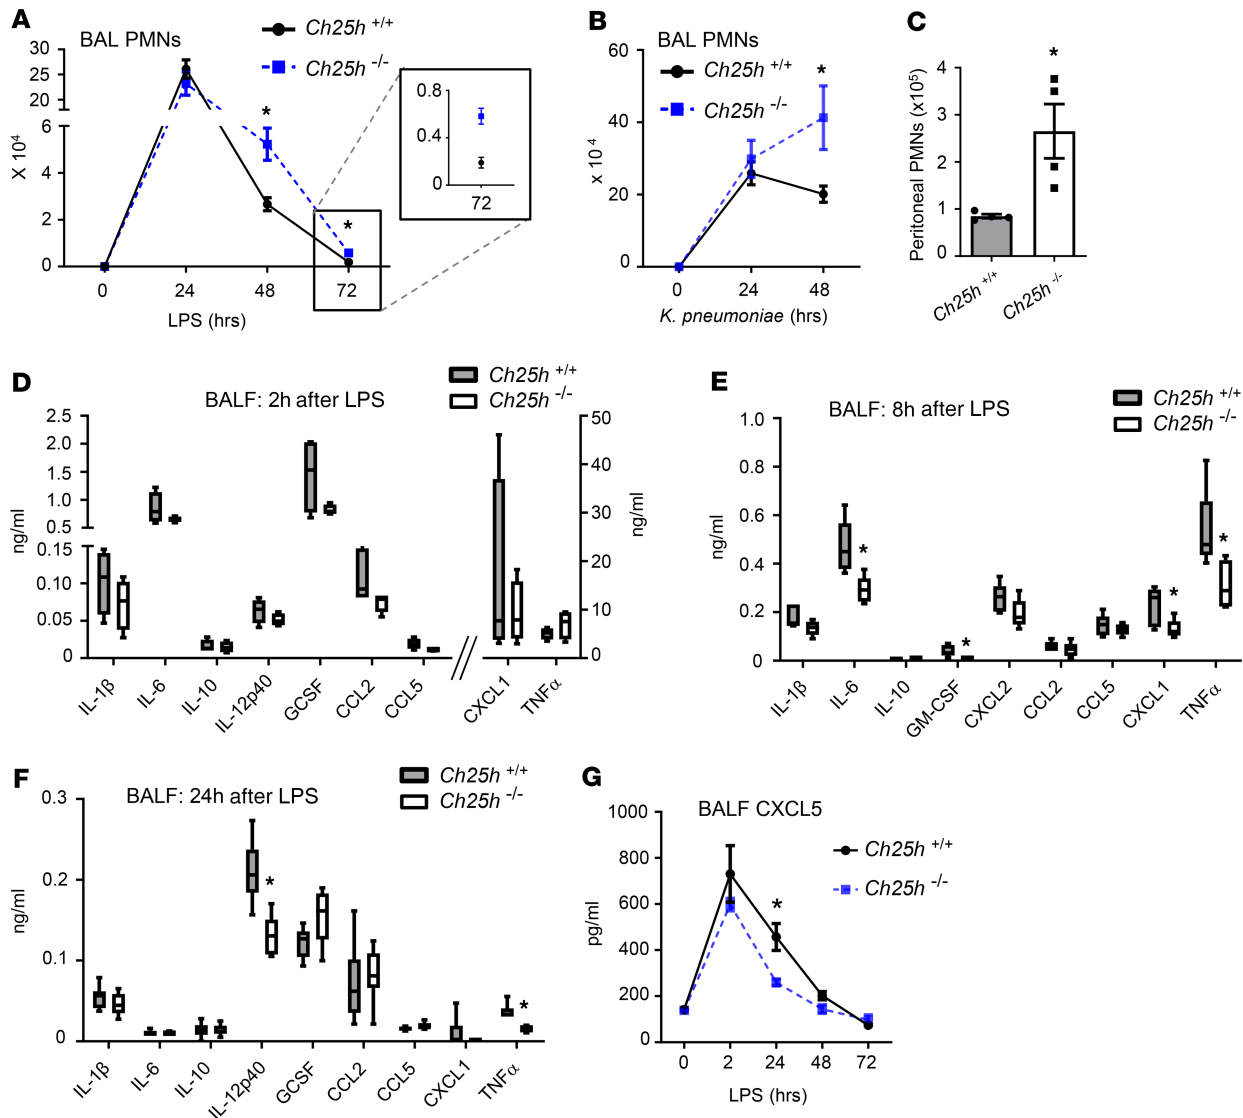 A
BAL PMNs
Ch25h +/+
Ch25h -/-
30
25
20
6
4
2
0
X 10⁴
*
*
0.8
0.4
0
72
0 24 48 72
LPS (hrs)
B
BAL PMNs
Ch25h +/+
Ch25h -/-
60
40
20
0
x 10⁴
*
0 24 48
K. pneumoniae (hrs)
C
Peritoneal PMNs (x10⁵)
4
3
2
1
0
*
Ch25h +/+
Ch25h -/-
D
BALF: 2h after LPS
Ch25h +/+
Ch25h -/-
ng/ml
2.5
2.0
1.5
1.0
0.5
0.15
0.10
0.05
0
50
40
30
20
10
0
ng/ml
IL-1β IL-6 IL-10 IL-12p40 GCSF CCL2 CCL5 CXCL1 TNFα
E
BALF: 8h after LPS
Ch25h +/+
Ch25h -/-
ng/ml
1.0
0.8
0.6
0.4
0.2
0
* * * *
IL-1β IL-6 IL-10 GM-CSF CXCL2 CCL2 CCL5 CXCL1 TNFα
F
BALF: 24h after LPS
Ch25h +/+
Ch25h -/-
ng/ml
0.3
0.2
0.1
0
* *
IL-1β IL-6 IL-10 IL-12p40 GCSF CCL2 CCL5 CXCL1 TNFα
G
BALF CXCL5
Ch25h +/+
Ch25h -/-
pg/ml
1000
800
600
400
200
0
*
0 2 24 48 72
LPS (hrs)